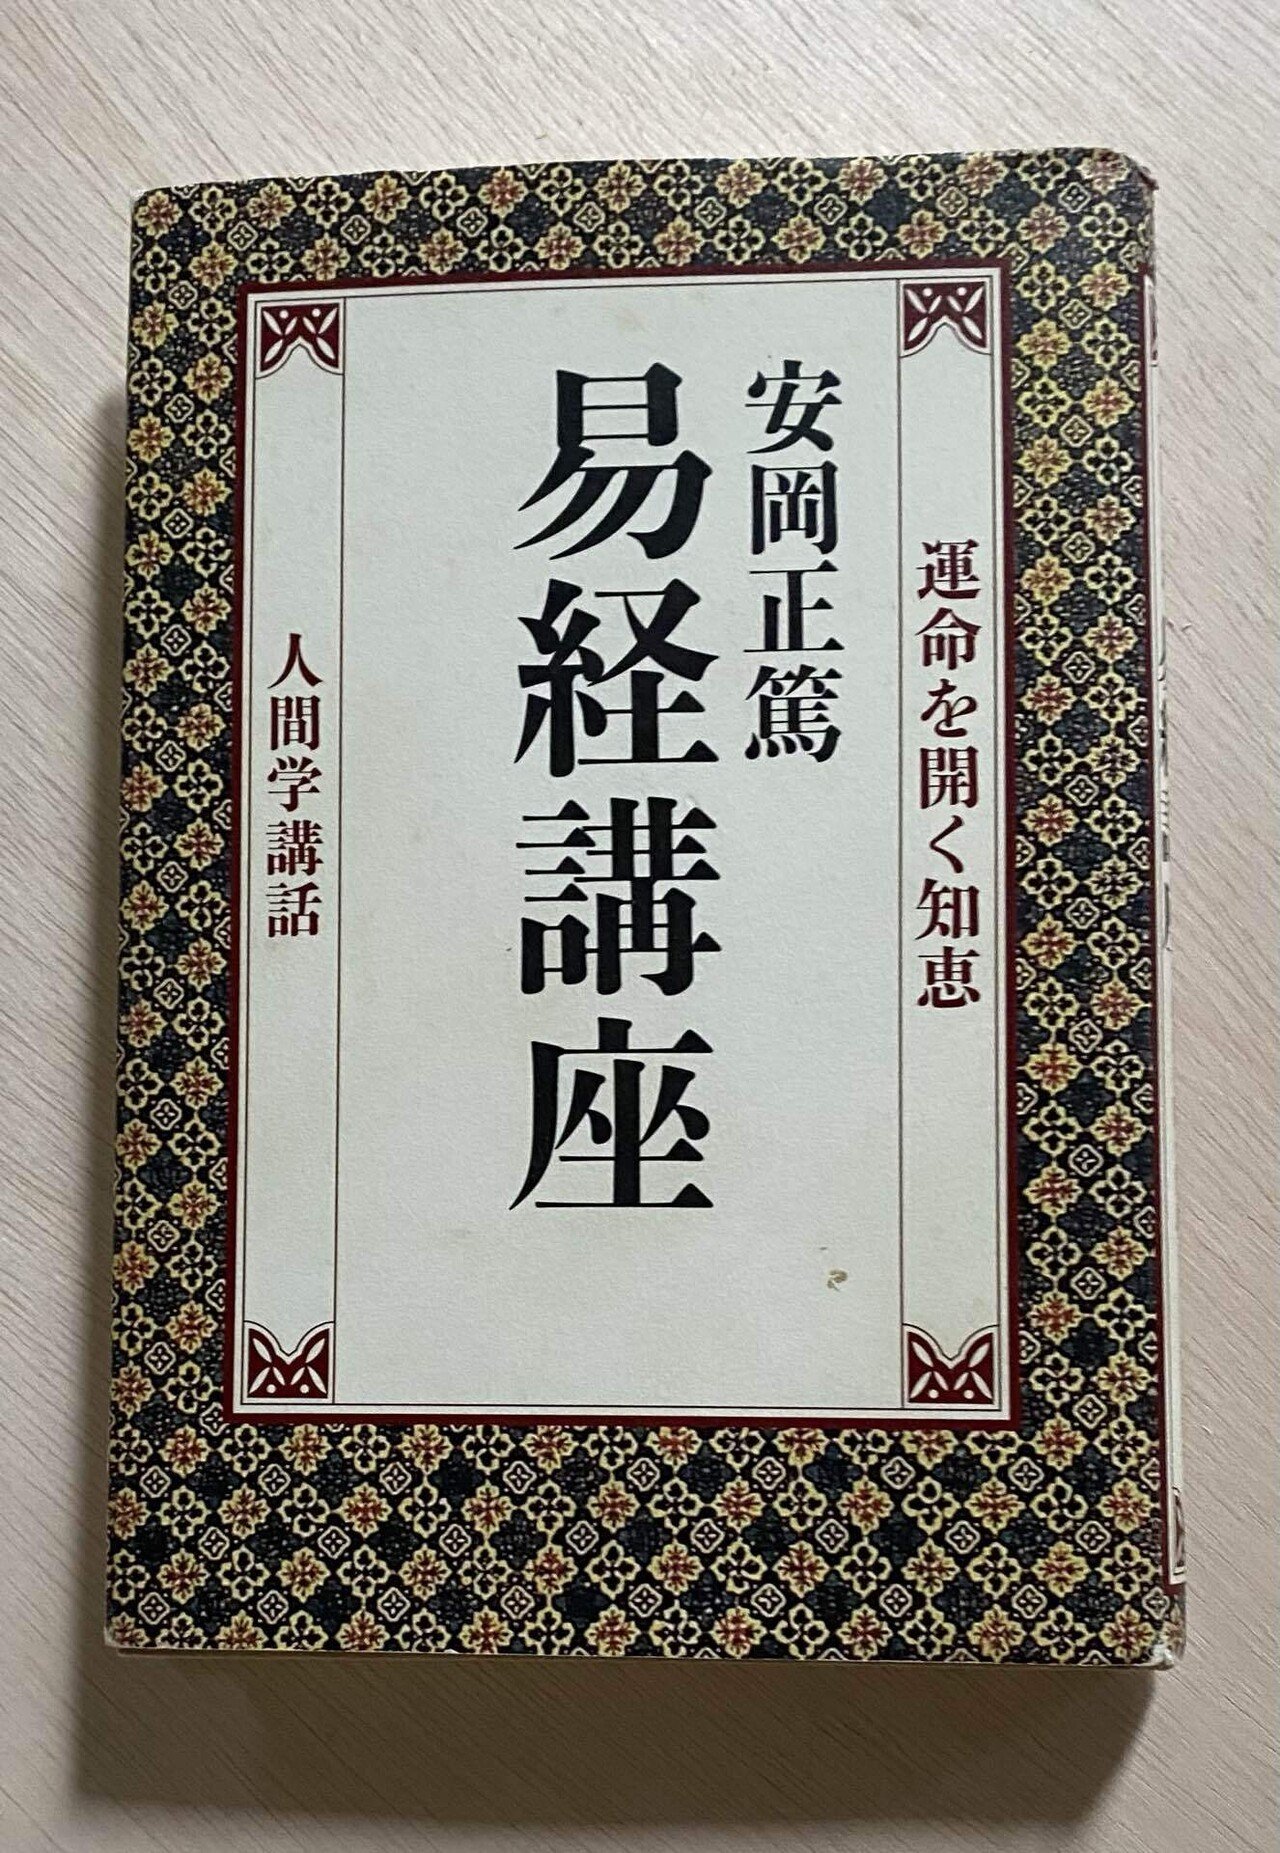 運命を開く知恵
安岡正篤
易経講座
人間学講話